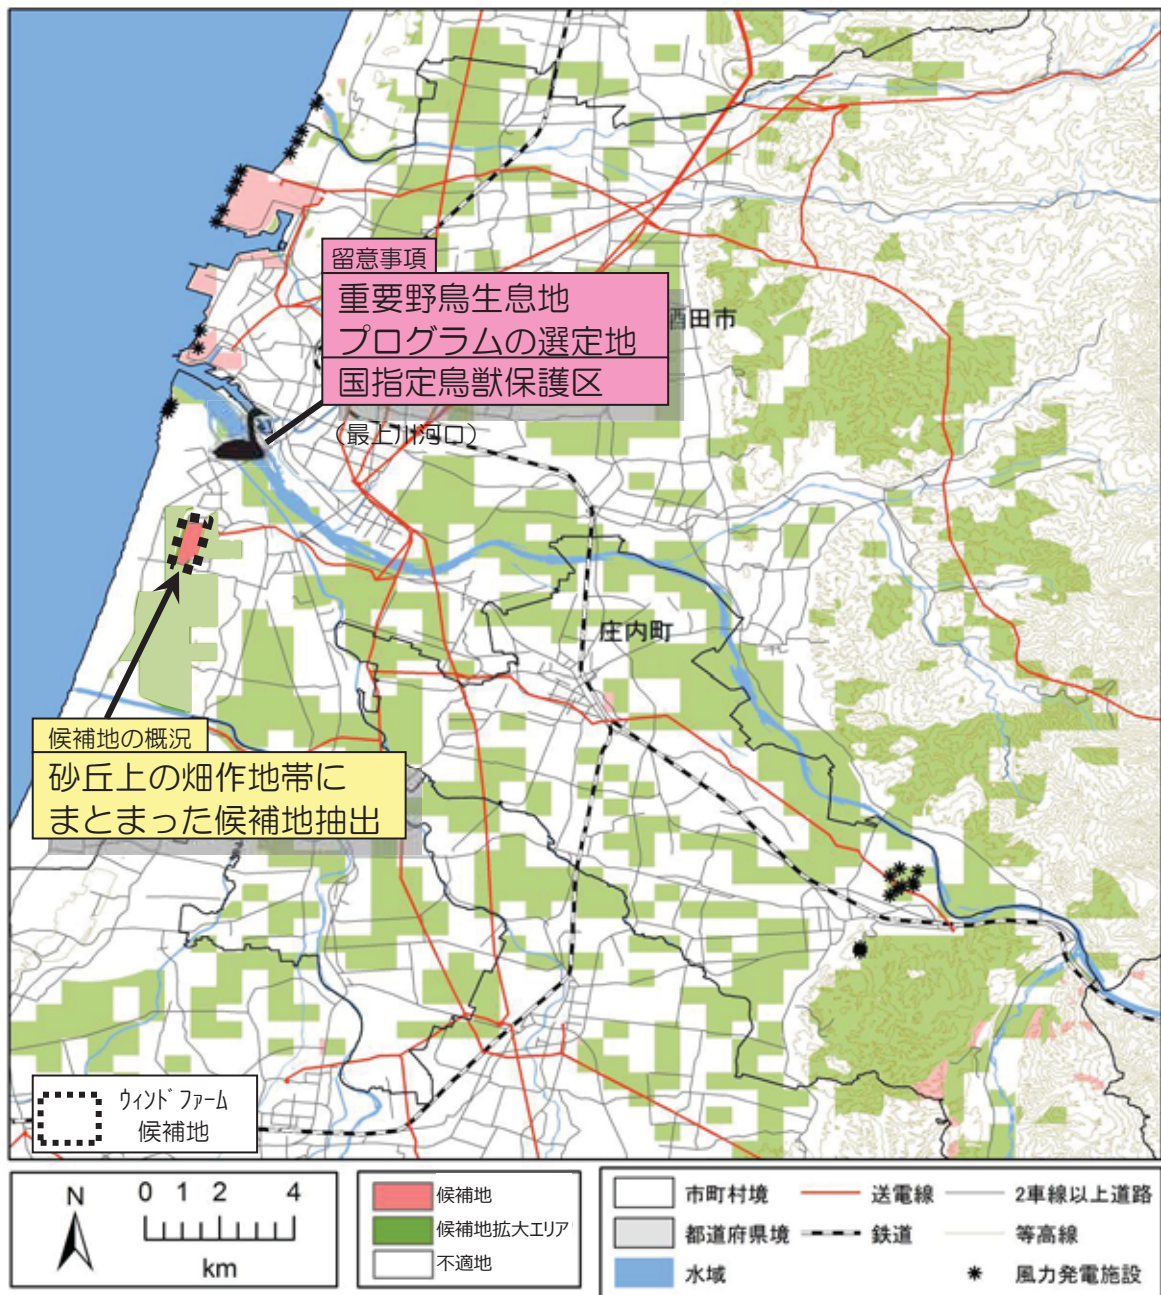 留意事項
重要野鳥生息地
プログラムの選定地
国指定鳥獣保護区
酒田市
(最上川河口)
庄内町
候補地の概況
砂丘上の畑作地帯に
まとまった候補地抽出
ウィンドファーム
候補地
N
0 1 2 4
km
候補地
候補地拡大エリア
不適地
市町村境
送電線
2車線以上道路
都道府県境
鉄道
等高線
水域
風力発電施設